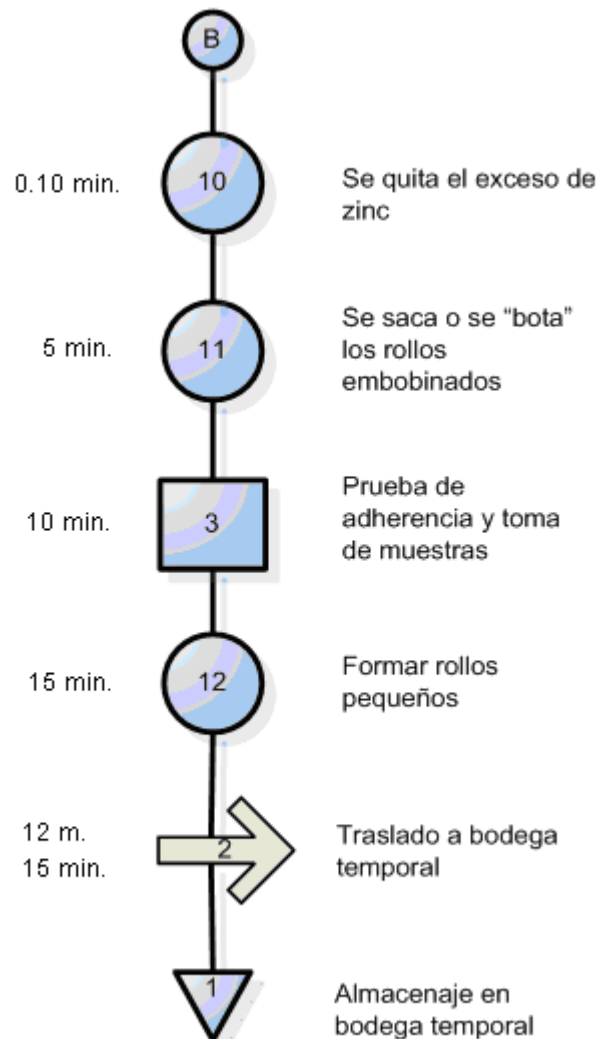 B
0.10 min.
10
Se quita el exceso de
zinc
5 min.
11
Se saca o se “bota”
los rollos
embobinados
10 min.
3
Prueba de
adherencia y toma
de muestras
15 min.
12
Formar rollos
pequeños
12 m.
15 min.
2
Traslado a bodega
temporal
1
Almacenaje en
bodega temporal